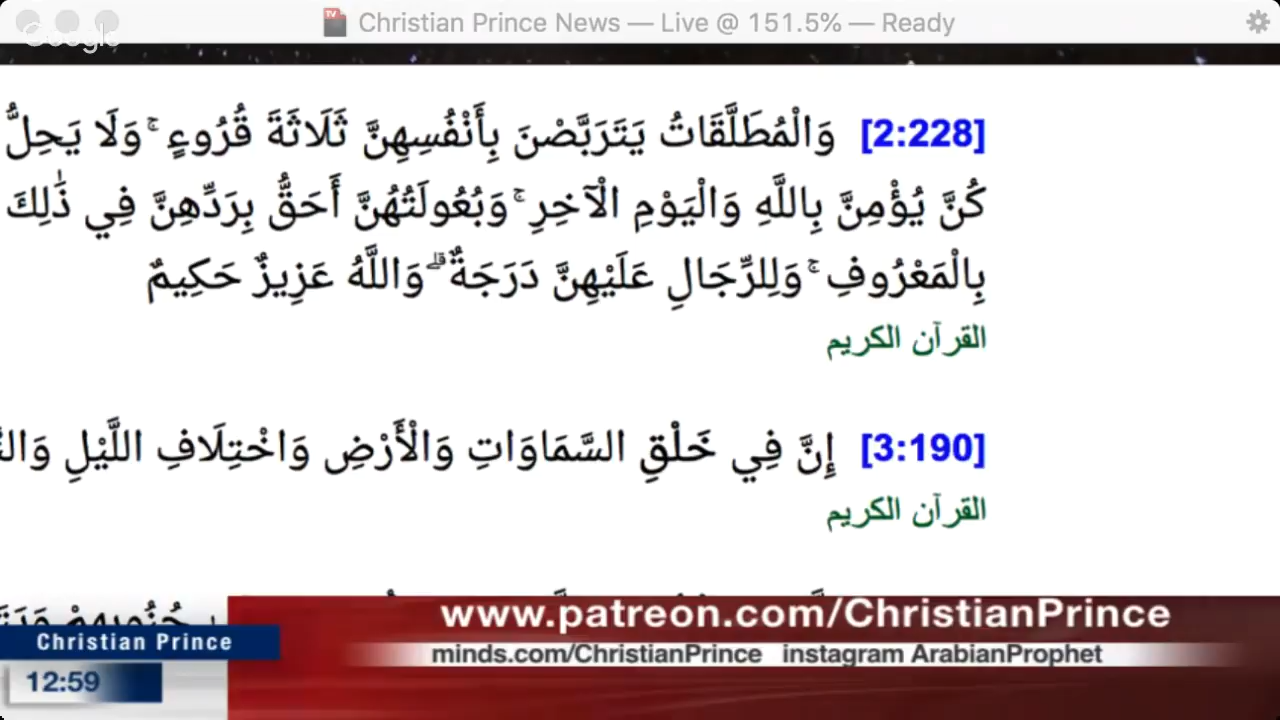 Christian Prince News — Live @ 151.5% — Ready
Google
[2:228] وَالْمُطَلَّقَاتُ يَتَرَبَّصْنَ بِأَنْفُسِهِنَّ ثَلَاثَةَ قُرُوءٍ ۚ وَلَا يَحِلُّ
كُنَّ يُؤْمِنَّ بِاللَّهِ وَالْيَوْمِ الْآخِرِ ۚ وَبُعُولَتُهُنَّ أَحَقُّ بِرَدِّهِنَّ فِي ذَٰلِكَ
بِالْمَعْرُوفِ ۚ وَلِلرِّجَالِ عَلَيْهِنَّ دَرَجَةٌ ۗ وَاللَّهُ عَزِيزٌ حَكِيمٌ
القرآن الكريم
[3:190] إِنَّ فِي خَلْقِ السَّمَاوَاتِ وَالْأَرْضِ وَاخْتِلَافِ اللَّيْلِ
القرآن الكريم
www.patreon.com/ChristianPrince
Christian Prince
minds.com/ChristianPrince instagram ArabianProphet
12:59